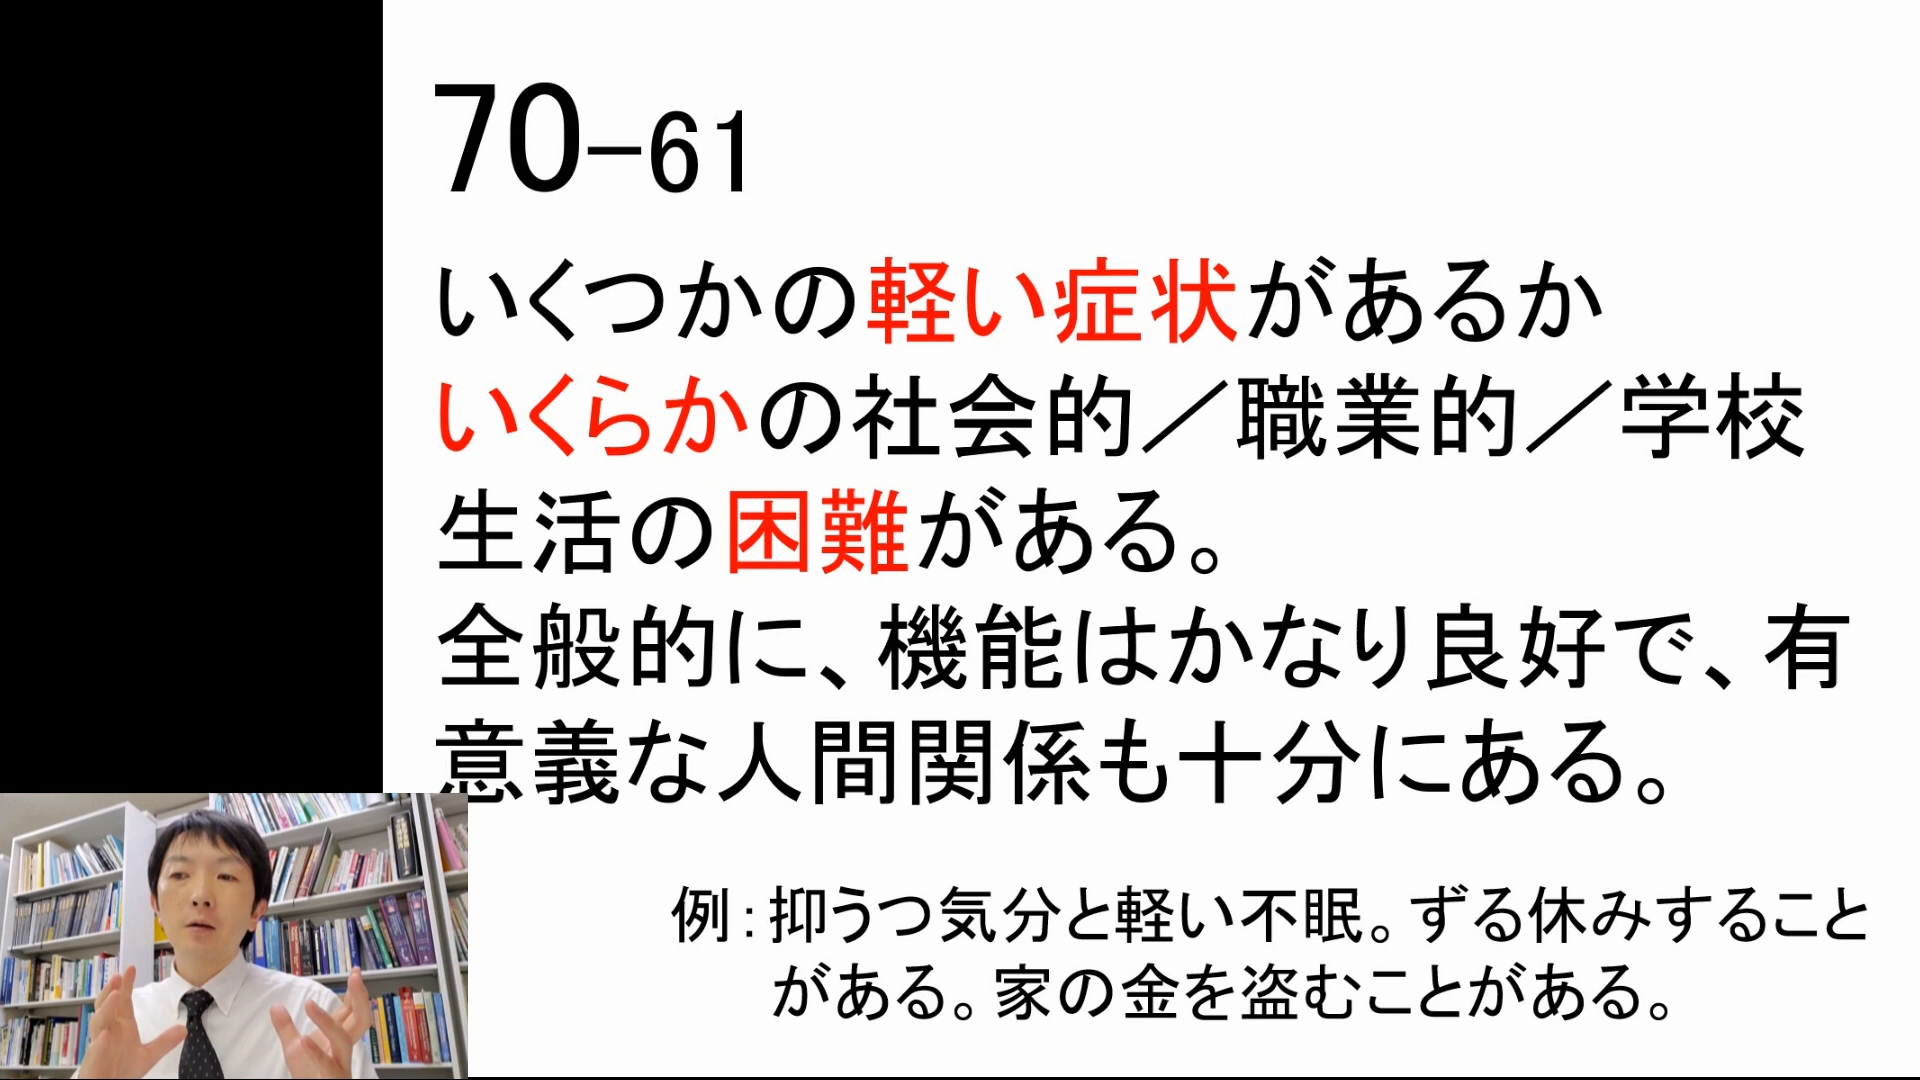 70-61
いくつかの軽い症状があるか
いくらかの社会的／職業的／学校
生活の困難がある。
全般的に、機能はかなり良好で、有
意義な人間関係も十分にある。
例：抑うつ気分と軽い不眠。ずる休みすること
がある。家の金を盗むことがある。